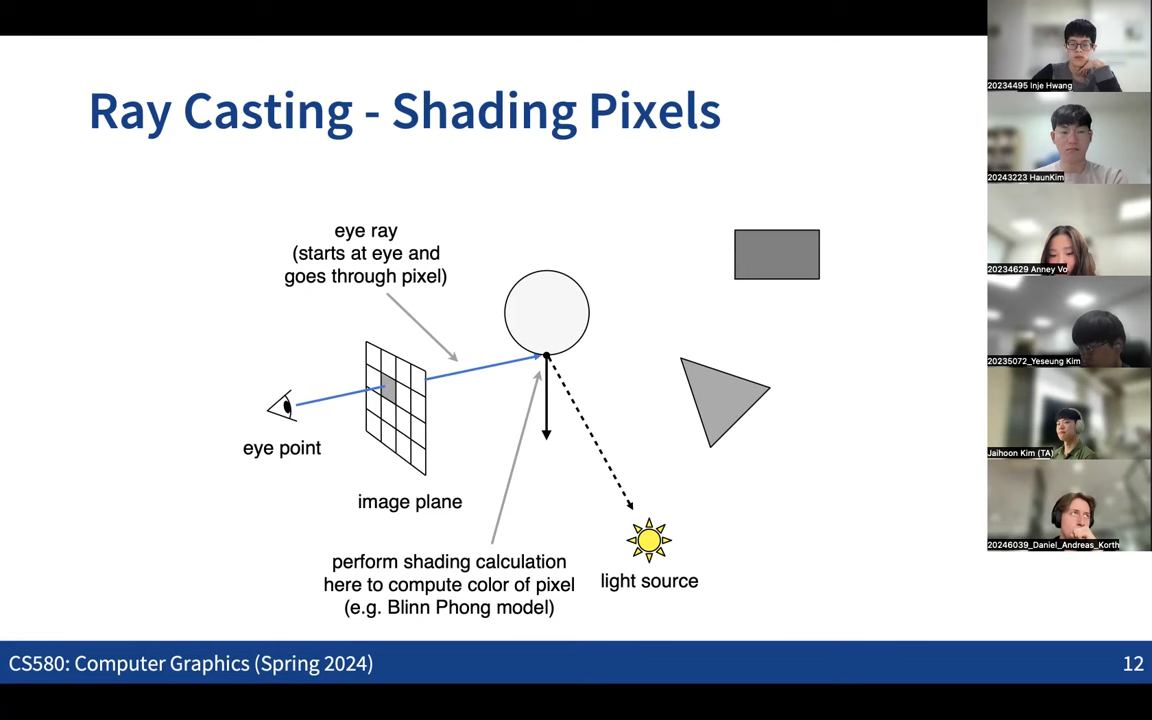 Ray Casting - Shading Pixels
eye ray
(starts at eye and
goes through pixel)
eye point
image plane
perform shading calculation
here to compute color of pixel
(e.g. Blinn Phong model)
light source
CS580: Computer Graphics (Spring 2024)
12
20234495 Inje Hwang
20243223 HaunKim
20234629 Anney Vo
20235072_Yeseung Kim
Jaihoon Kim (TA)
20246039_Daniel_Andreas_Korth